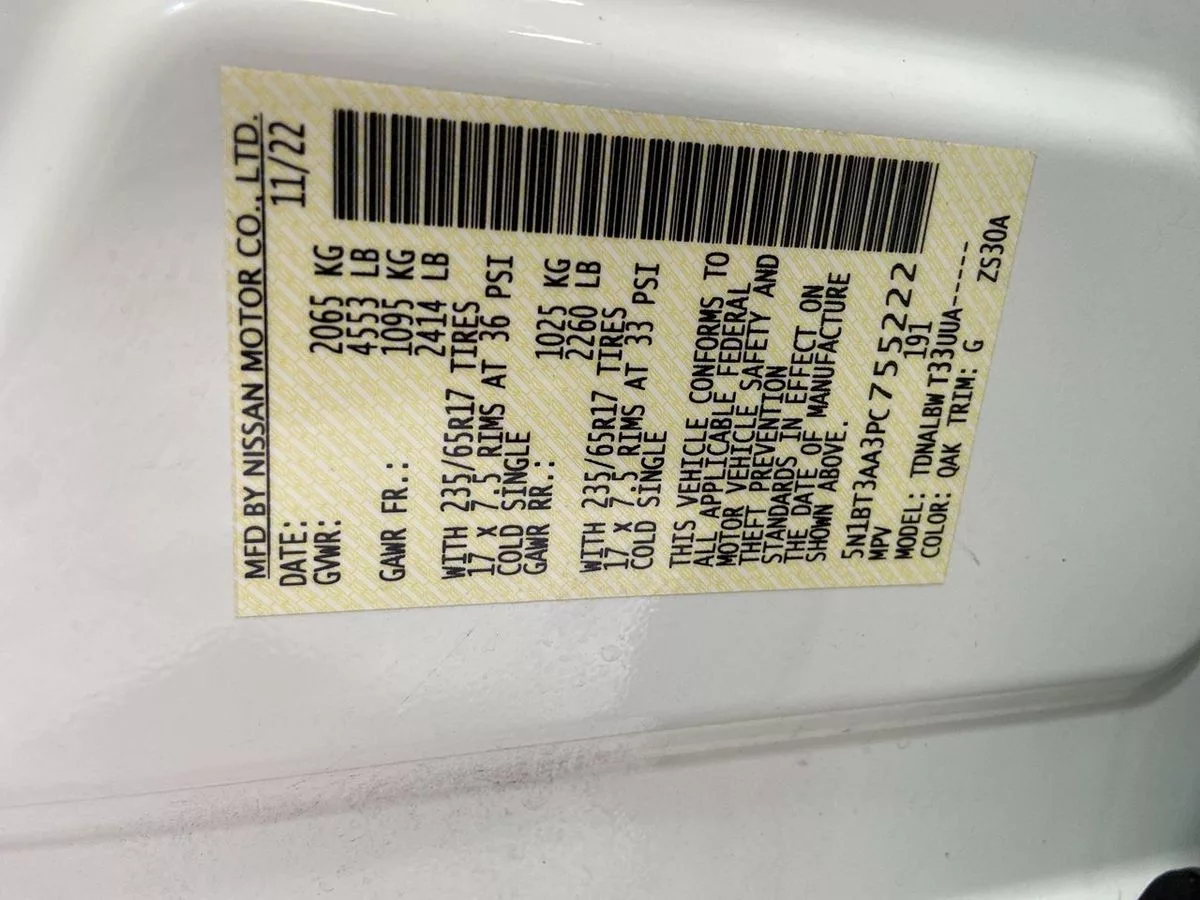 MFD BY NISSAN MOTOR CO., LTD.
DATE: 11/22
GVWR: 2065 KG
4553 LB
GAWR FR.: 1095 KG
2414 LB
WITH 235/65R17 TIRES
17 X 7.5 RIMS AT 36 PSI
COLD SINGLE
GAWR RR.: 1025 KG
2260 LB
WITH 235/65R17 TIRES
17 X 7.5 RIMS AT 33 PSI
COLD SINGLE
THIS VEHICLE CONFORMS TO
ALL APPLICABLE FEDERAL
MOTOR VEHICLE SAFETY AND
THEFT PREVENTION
STANDARDS IN EFFECT ON
THE DATE OF MANUFACTURE
SHOWN ABOVE.
5N1BT3AA3PC755222
MPV 191
MODEL: TDNALBW T33UUA------
COLOR: QAK TRIM: G ZS30A